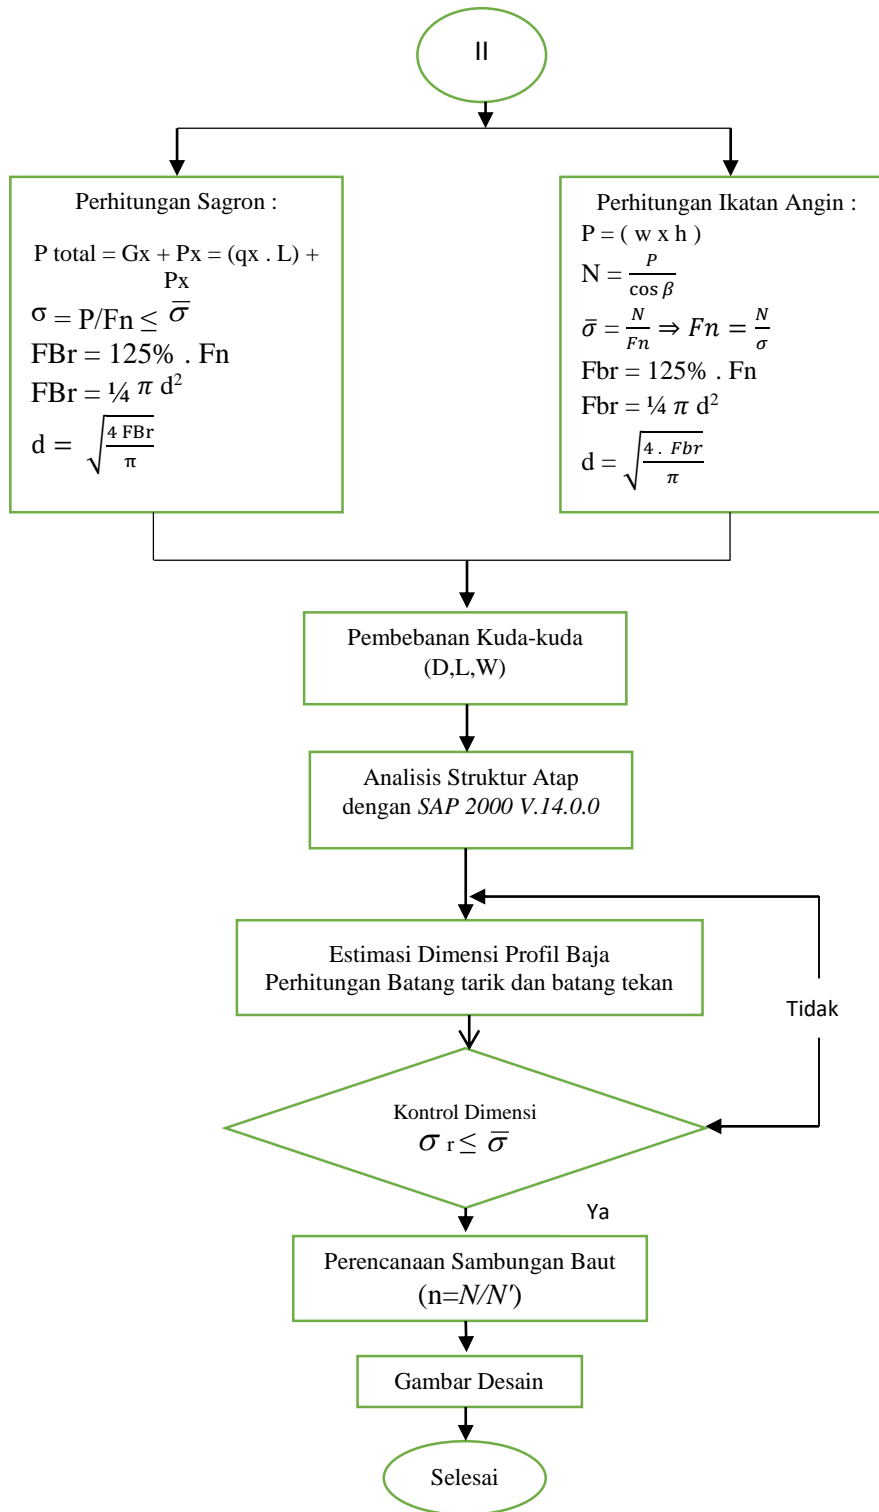 II
Perhitungan Sagron :
P total = Gx + Px = (qx . L) +
Px
σ = P/Fn ≤ σ̅
FBr = 125% . Fn
FBr = ¼ π d²
d = √(4 FBr / π)
Perhitungan Ikatan Angin :
P = ( w x h )
N = P / cos β
σ̅ = N / Fn ⇒ Fn = N / σ
Fbr = 125% . Fn
Fbr = ¼ π d²
d = √(4 . Fbr / π)
Pembebanan Kuda-kuda
(D,L,W)
Analisis Struktur Atap
dengan SAP 2000 V.14.0.0
Estimasi Dimensi Profil Baja
Perhitungan Batang tarik dan batang tekan
Tidak
Kontrol Dimensi
σ r ≤ σ̅
Ya
Perencanaan Sambungan Baut
(n=N/N')
Gambar Desain
Selesai